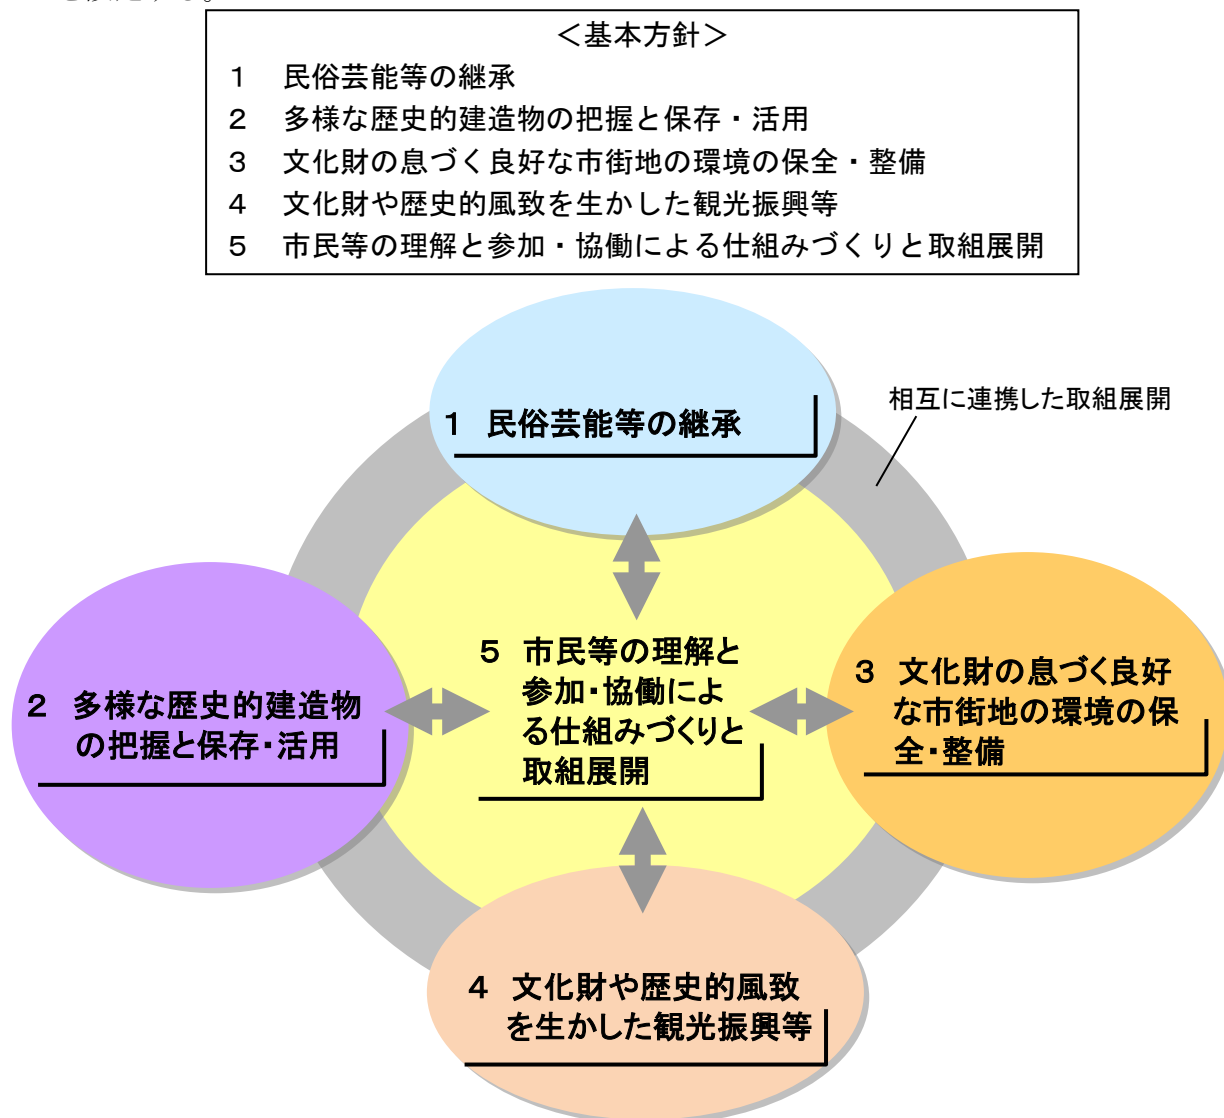 ＜基本方針＞
１　民俗芸能等の継承
２　多様な歴史的建造物の把握と保存・活用
３　文化財の息づく良好な市街地の環境の保全・整備
４　文化財や歴史的風致を生かした観光振興等
５　市民等の理解と参加・協働による仕組みづくりと取組展開
相互に連携した取組展開
１　民俗芸能等の継承
２　多様な歴史的建造物
の把握と保存・活用
５　市民等の理解と
参加・協働によ
る仕組みづくりと
取組展開
３　文化財の息づく良好
な市街地の環境の保
全・整備
４　文化財や歴史的風致
を生かした観光振興等